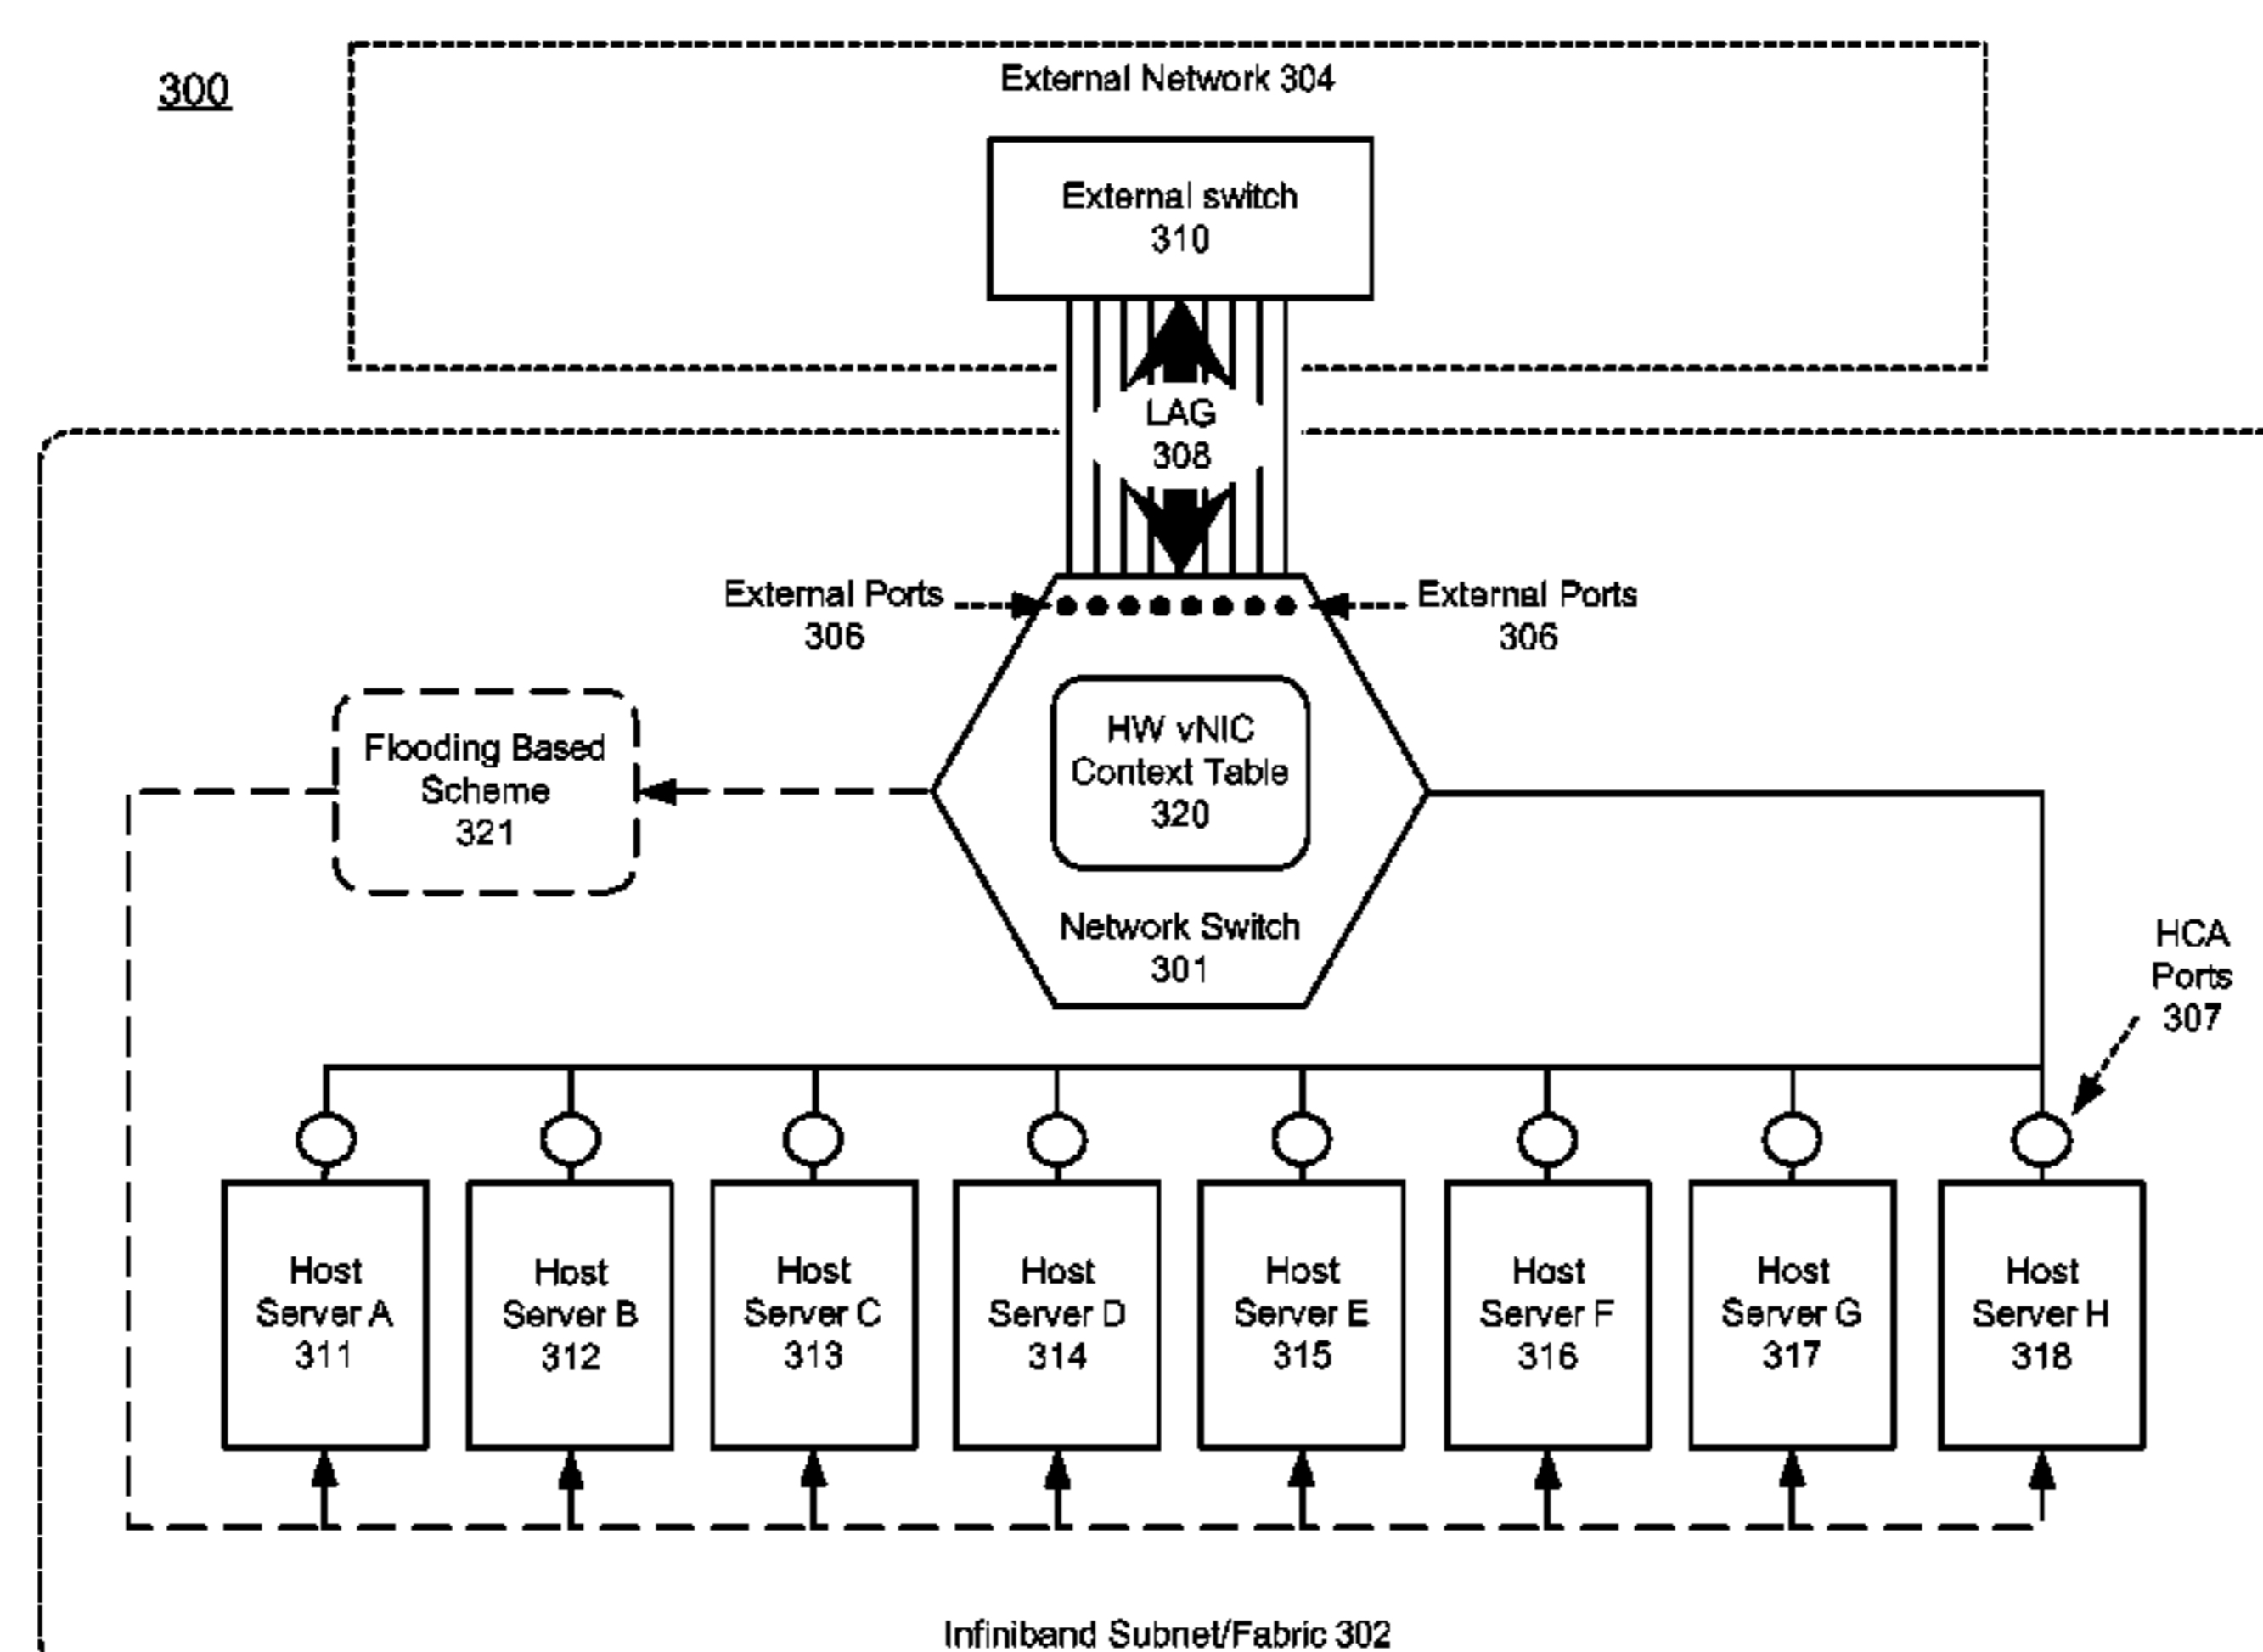 300
External Network 304
External switch
310
LAG
308
External Ports
306
External Ports
306
Flooding Based
Scheme
321
HW vNIC
Context Table
320
Network Switch
301
HCA
Ports
307
Host
Server A
311
Host
Server B
312
Host
Server C
313
Host
Server D
314
Host
Server E
315
Host
Server F
316
Host
Server G
317
Host
Server H
318
Infiniband Subnet/Fabric 302